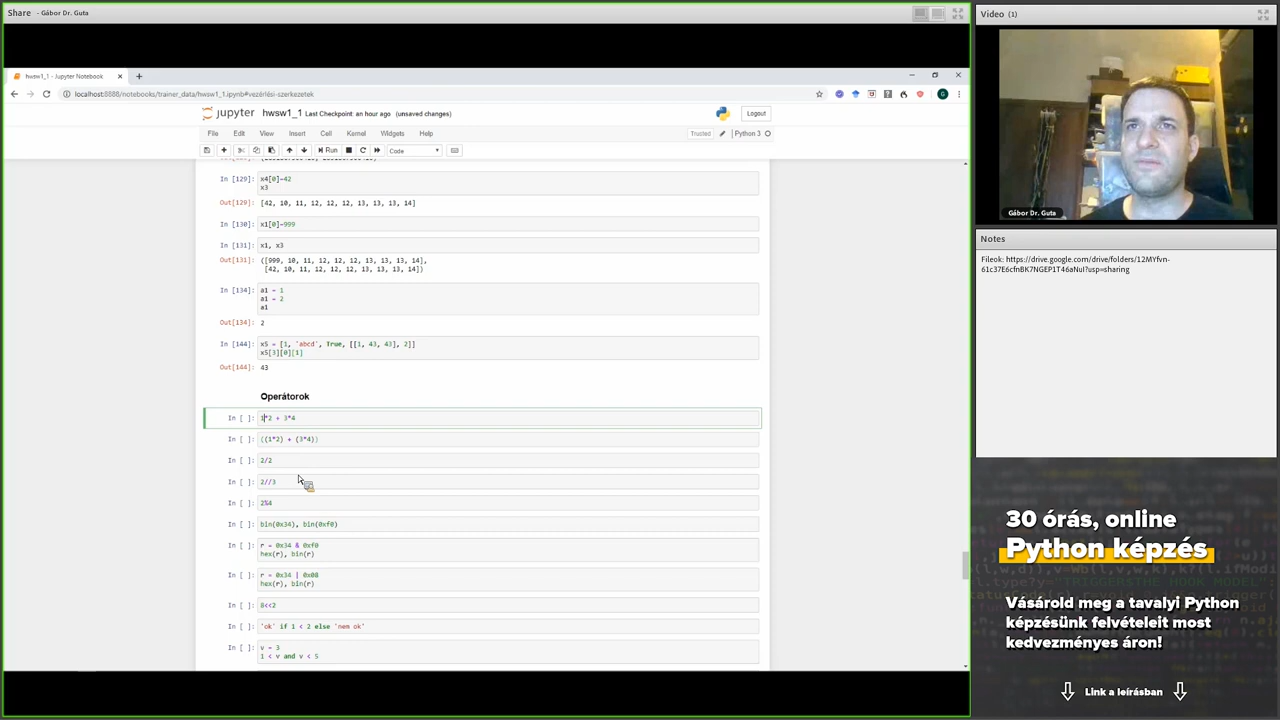 Share - Gábor Dr. Guta
hwsw1_1 - Jupyter Notebook
localhost:8888/notebooks/trainer_data/hwsw1_1.ipynb#vezérlési-szerkezetek
jupyter hwsw1_1 Last Checkpoint: an hour ago (unsaved changes)
Logout
File Edit View Insert Cell Kernel Widgets Help
Trusted Python 3
Run Code
In [129]: x4[0]=42
x3
Out[129]: [42, 10, 11, 12, 12, 12, 13, 13, 13, 14]
In [130]: x1[0]=999
In [131]: x1, x3
Out[131]: ([999, 10, 11, 12, 12, 12, 13, 13, 13, 14],
[42, 10, 11, 12, 12, 12, 13, 13, 13, 14])
In [134]: a1 = 1
a1 = 2
a1
Out[134]: 2
In [144]: x5 = [1, 'abcd', True, [[1, 43, 43], 2]]
x5[3][0][1]
Out[144]: 43
Operátorok
In [ ]: 1*2 + 3*4
In [ ]: ((1*2) + (3*4))
In [ ]: 2/2
In [ ]: 2//3
In [ ]: 2%4
In [ ]: bin(0x34), bin(0xf0)
In [ ]: r = 0x34 & 0xf0
hex(r), bin(r)
In [ ]: r = 0x34 | 0x08
hex(r), bin(r)
In [ ]: 8<<2
In [ ]: 'ok' if 1 < 2 else 'nem ok'
In [ ]: v = 3
1 < v and v < 5
Video (1)
Gábor Dr. Guta
Notes
Fileok: https://drive.google.com/drive/folders/12MYfvn-
61c37E6cfnBK7NGEP1T46aNuI?usp=sharing
30 órás, online
Python képzés
Vásárold meg a tavalyi Python
képzésünk felvételeit most
kedvezményes áron!
Link a leírásban